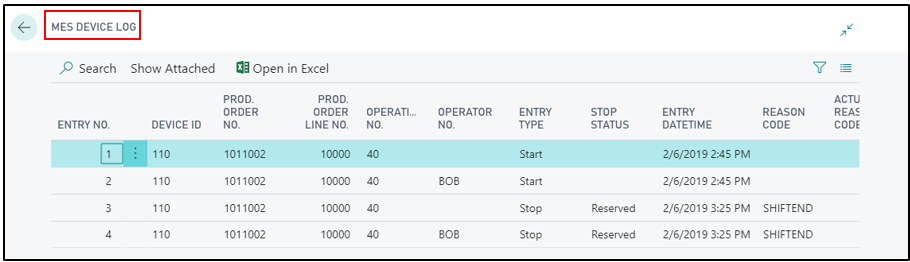 MES DEVICE LOG
Search Show Attached Open in Excel
ENTRY NO. DEVICE ID PROD. ORDER NO. PROD. ORDER LINE NO. OPERATI... NO. OPERATOR NO. ENTRY TYPE STOP STATUS ENTRY DATETIME REASON CODE ACTU REAS CODE
1 110 1011002 10000 40 Start 2/6/2019 2:45 PM
2 110 1011002 10000 40 BOB Start 2/6/2019 2:45 PM
3 110 1011002 10000 40 Stop Reserved 2/6/2019 3:25 PM SHIFTEND
4 110 1011002 10000 40 BOB Stop Reserved 2/6/2019 3:25 PM SHIFTEND